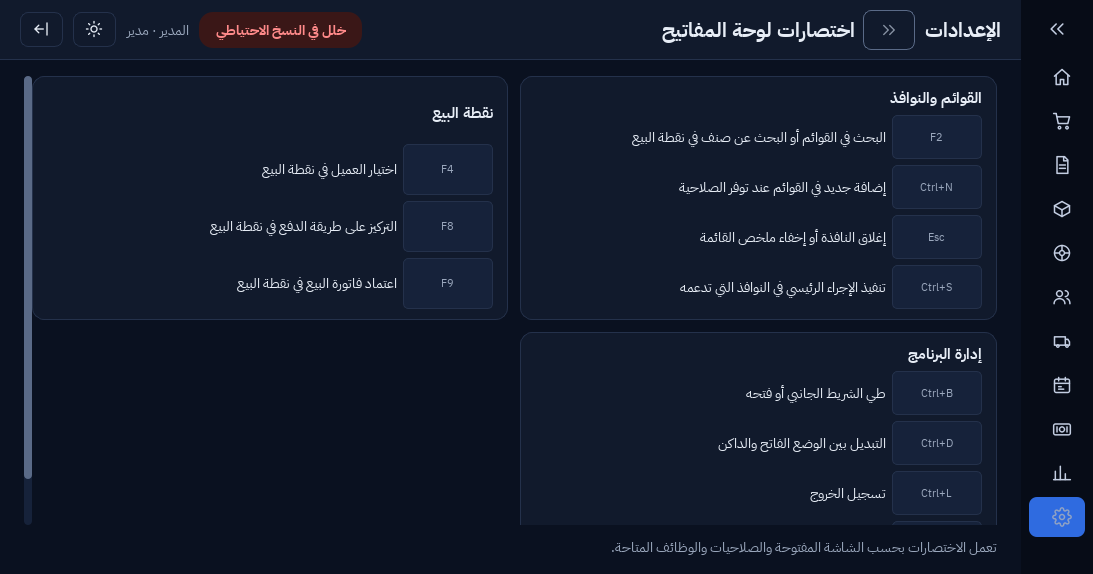 الإعدادات
اختصارات لوحة المفاتيح
خلل في النسخ الاحتياطي
المدير · مدير
القوائم والنوافذ
F2 البحث في القوائم أو البحث عن صنف في نقطة البيع
Ctrl+N إضافة جديد في القوائم عند توفر الصلاحية
Esc إغلاق النافذة أو إخفاء ملخص القائمة
Ctrl+S تنفيذ الإجراء الرئيسي في النوافذ التي تدعمه
نقطة البيع
F4 اختيار العميل في نقطة البيع
F8 التركيز على طريقة الدفع في نقطة البيع
F9 اعتماد فاتورة البيع في نقطة البيع
إدارة البرنامج
Ctrl+B طي الشريط الجانبي أو فتحه
Ctrl+D التبديل بين الوضع الفاتح والداكن
Ctrl+L تسجيل الخروج
تعمل الاختصارات بحسب الشاشة المفتوحة والصلاحيات والوظائف المتاحة.